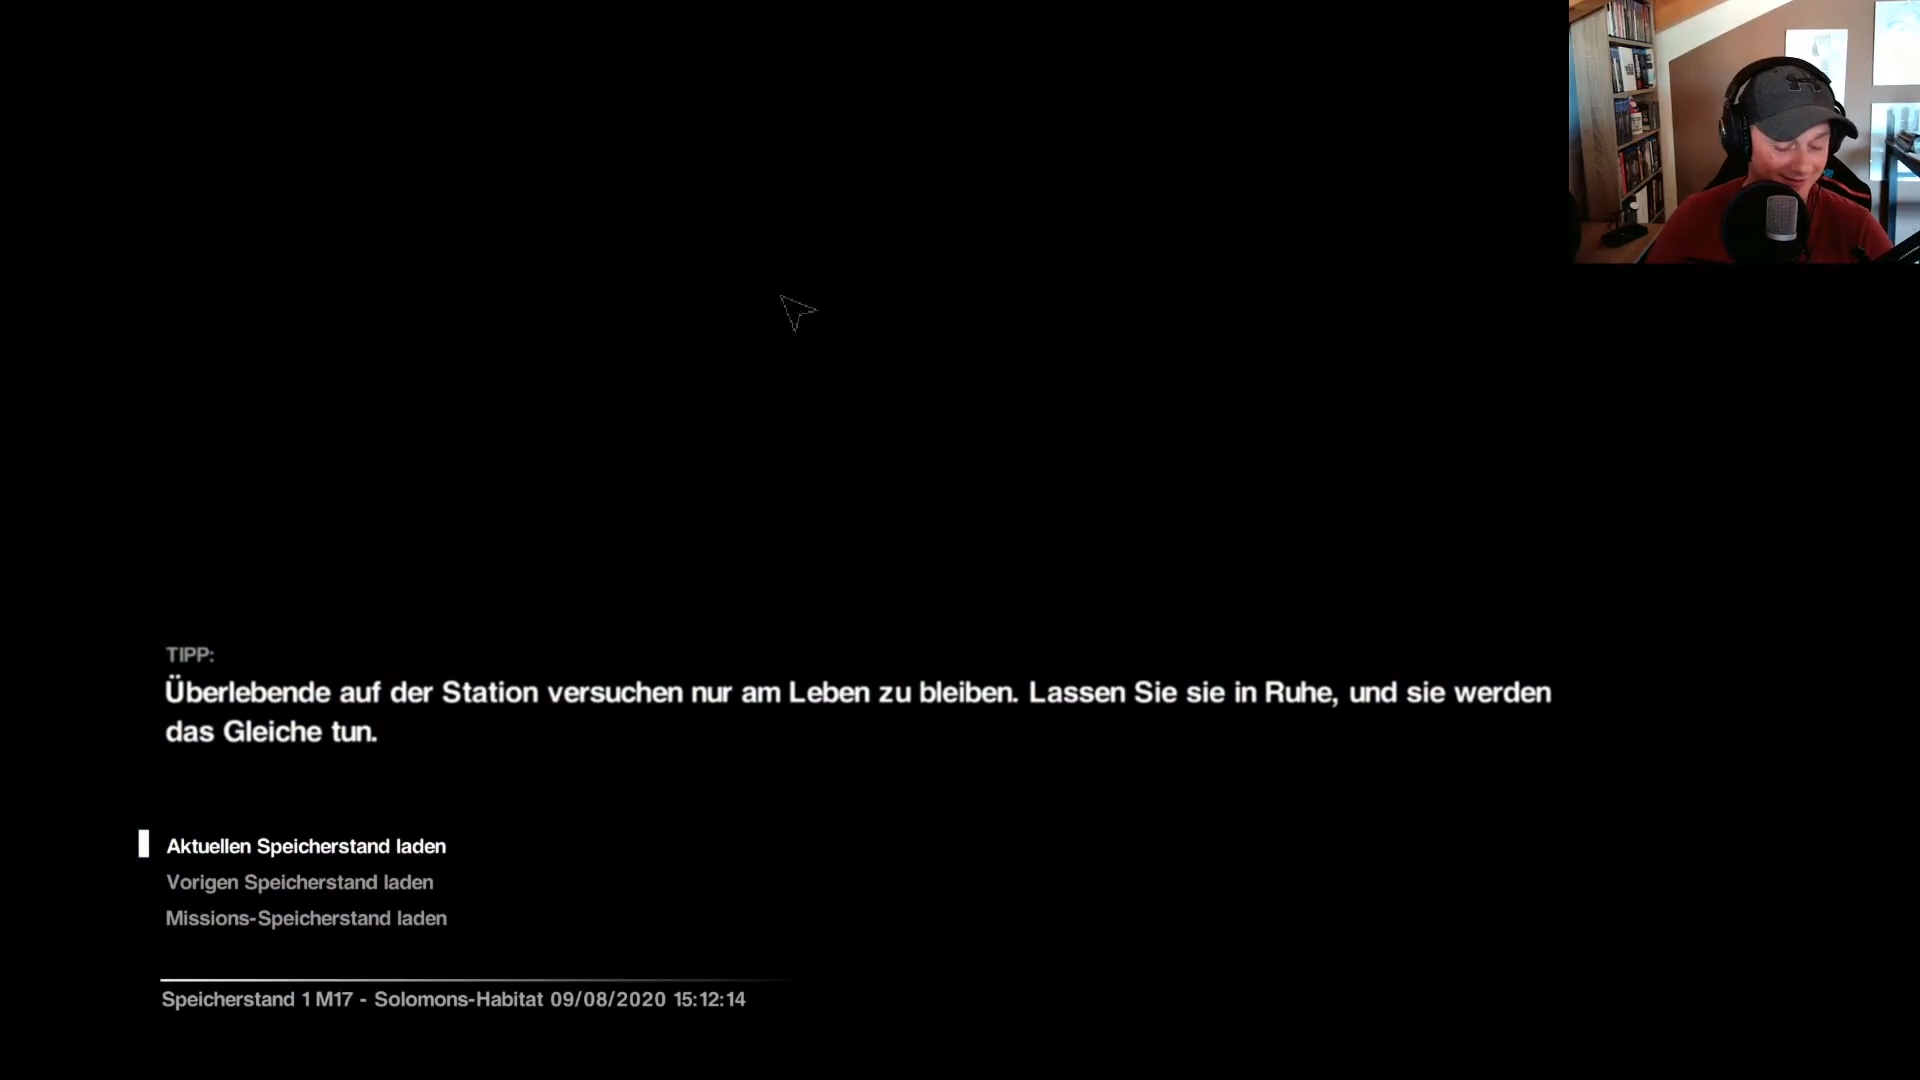 TIPP:
Überlebende auf der Station versuchen nur am Leben zu bleiben. Lassen Sie sie in Ruhe, und sie werden
das Gleiche tun.
Aktuellen Speicherstand laden
Vorigen Speicherstand laden
Missions-Speicherstand laden
Speicherstand 1 M17 - Solomons-Habitat 09/08/2020 15:12:14